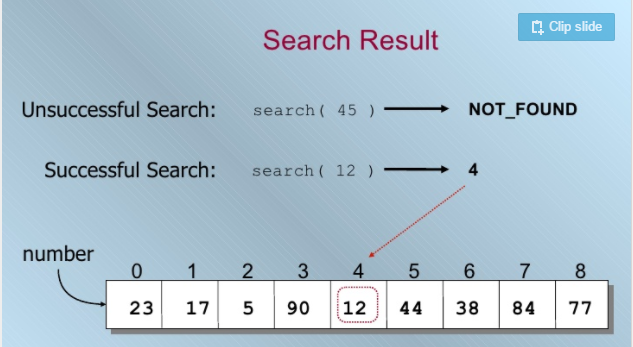 Clip slide
Search Result
Unsuccessful Search: search( 45 ) NOT_FOUND
Successful Search: search( 12 ) 4
number
0 1 2 3 4 5 6 7 8
23 17 5 90 12 44 38 84 77